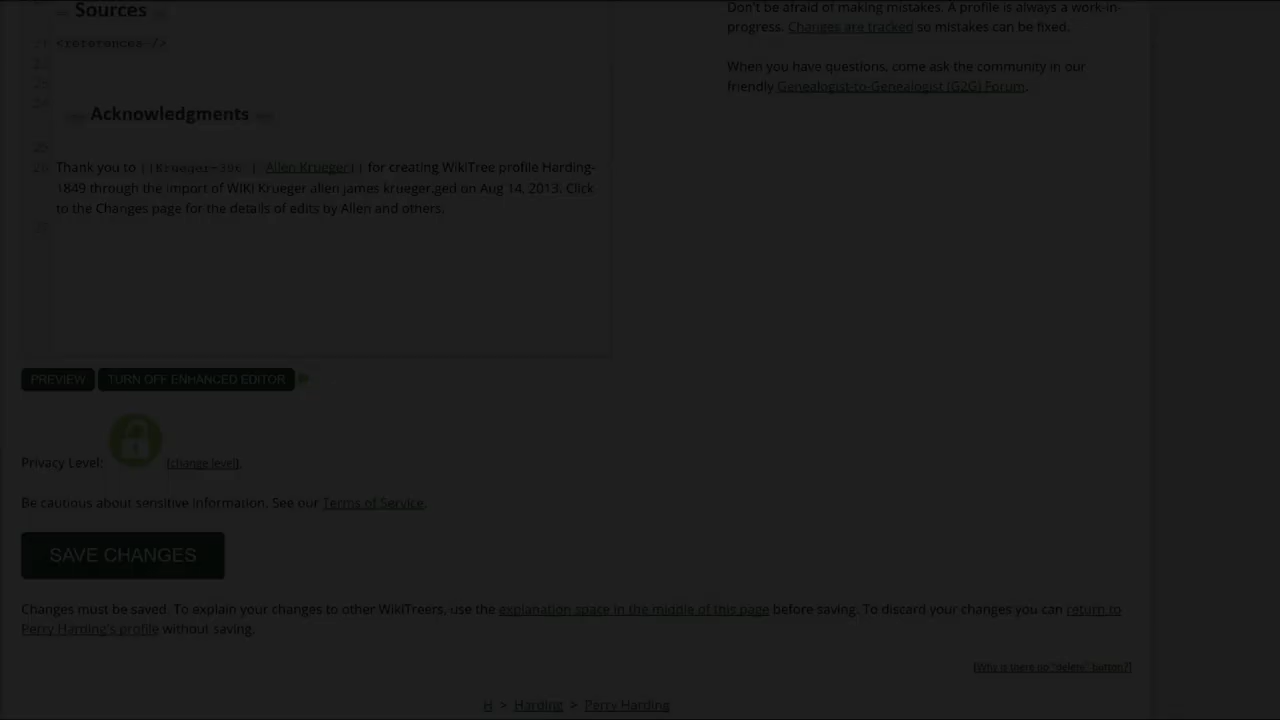 == Sources ==
21 <references />
22
23
24
== Acknowledgments ==
25
26 Thank you to [[Krueger-396 | Allen Krueger]] for creating WikiTree profile Harding-
1849 through the import of WIKI Krueger allen james krueger.ged on Aug 14, 2013. Click
to the Changes page for the details of edits by Allen and others.
PREVIEW TURN OFF ENHANCED EDITOR
Privacy Level: [change level].
Be cautious about sensitive information. See our Terms of Service.
SAVE CHANGES
Changes must be saved. To explain your changes to other WikiTreers, use the explanation space in the middle of this page before saving. To discard your changes you can return to
Perry Harding's profile without saving.
[Why is there no "delete" button?]
H > Harding > Perry Harding
Don't be afraid of making mistakes. A profile is always a work-in-
progress. Changes are tracked so mistakes can be fixed.
When you have questions, come ask the community in our
friendly Genealogist-to-Genealogist (G2G) Forum.